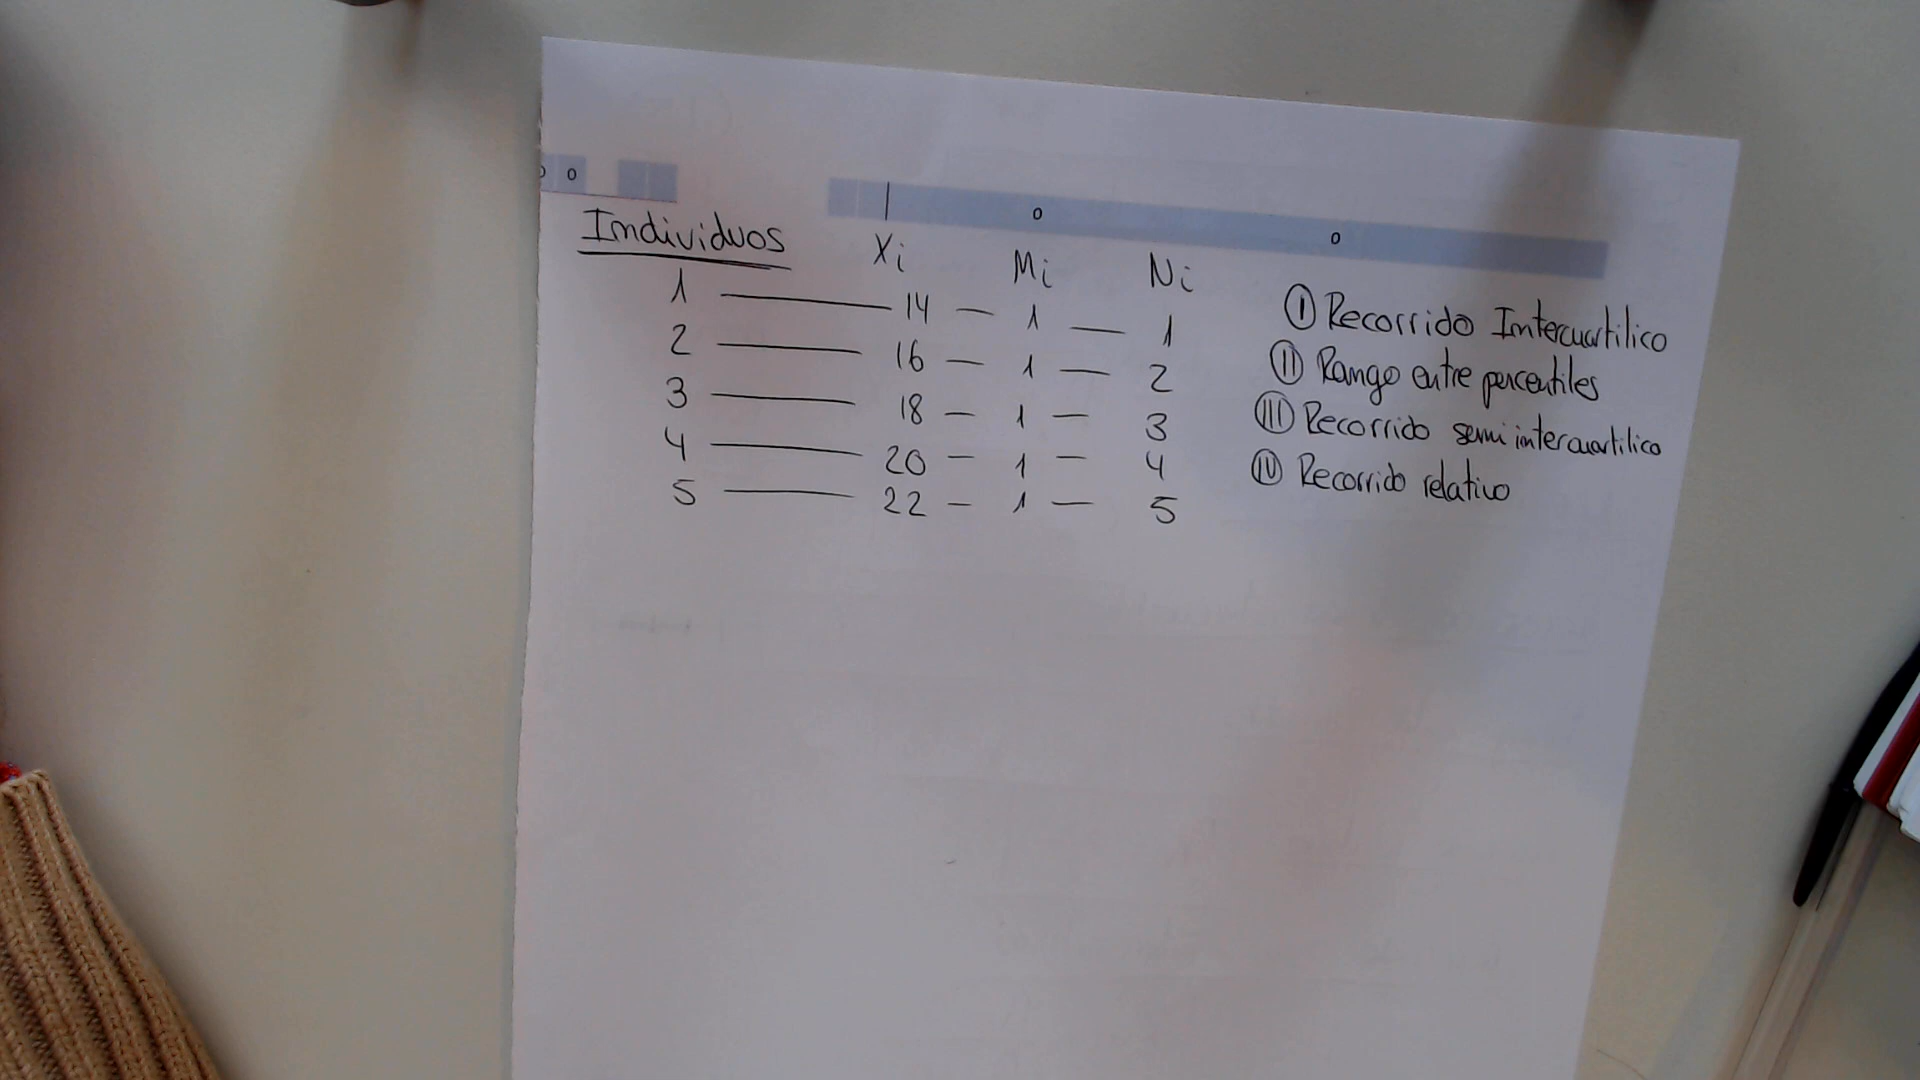 o o
o
o
Individuos Xi Mi Ni
1 — 14 — 1 — 1
2 — 16 — 1 — 2
3 — 18 — 1 — 3
4 — 20 — 1 — 4
5 — 22 — 1 — 5
I Recorrido Intercuartilico
II Rango entre percentiles
III Recorrido semi intercuartilico
IV Recorrido relativo